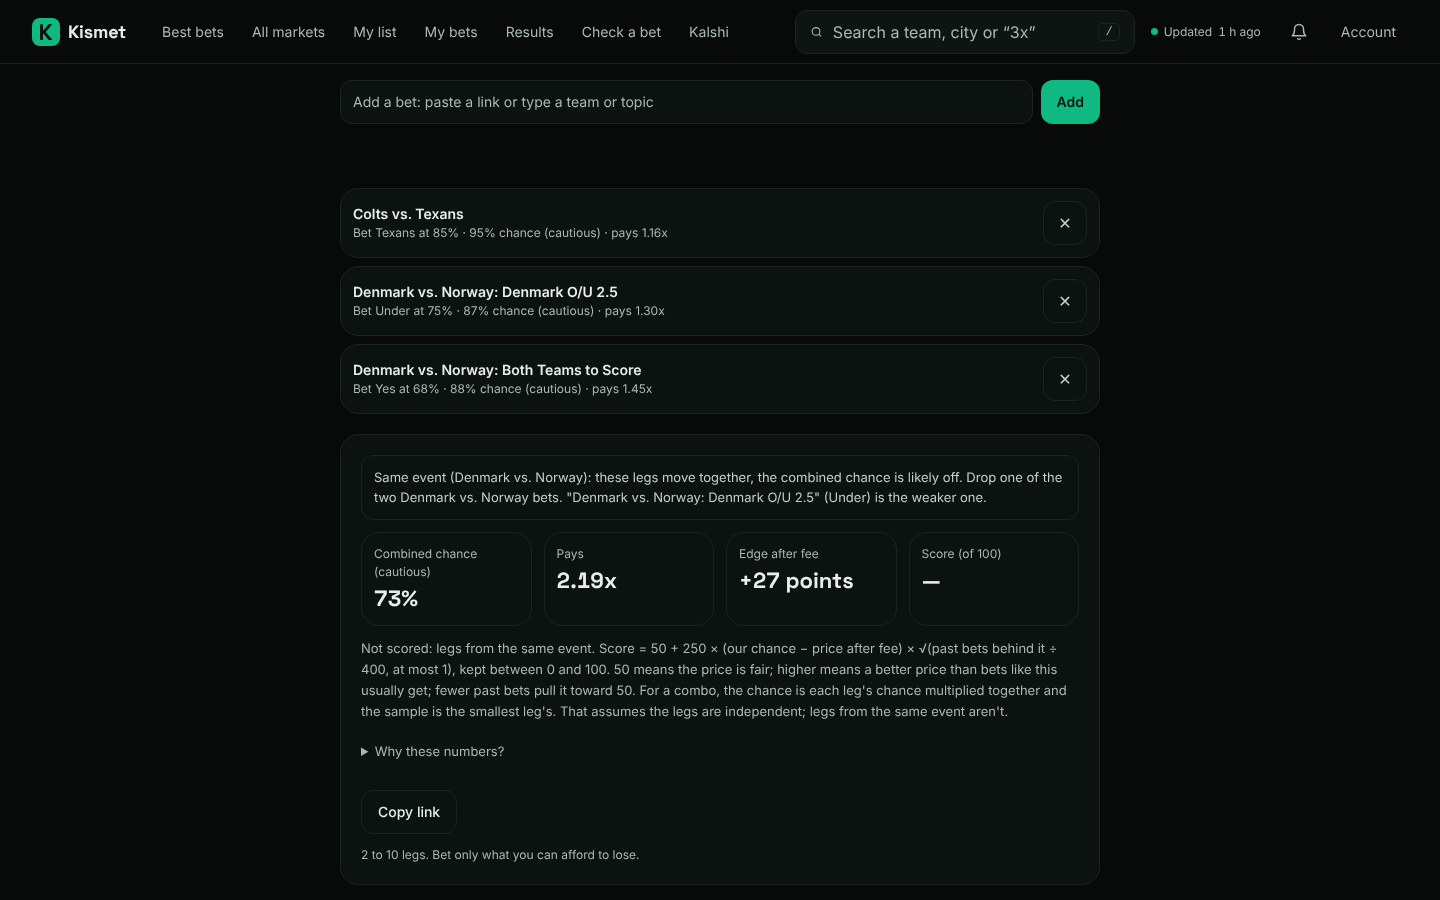 K Kismet Best bets All markets My list My bets Results Check a bet Kalshi Search a team, city or “3x” / Updated 1 h ago Account
Add a bet: paste a link or type a team or topic Add
Colts vs. Texans
Bet Texans at 85% · 95% chance (cautious) · pays 1.16x
✕
Denmark vs. Norway: Denmark O/U 2.5
Bet Under at 75% · 87% chance (cautious) · pays 1.30x
✕
Denmark vs. Norway: Both Teams to Score
Bet Yes at 68% · 88% chance (cautious) · pays 1.45x
✕
Same event (Denmark vs. Norway): these legs move together, the combined chance is likely off. Drop one of the
two Denmark vs. Norway bets. "Denmark vs. Norway: Denmark O/U 2.5" (Under) is the weaker one.
Combined chance
(cautious)
73%
Pays
2.19x
Edge after fee
+27 points
Score (of 100)
—
Not scored: legs from the same event. Score = 50 + 250 × (our chance − price after fee) × √(past bets behind it ÷
400, at most 1), kept between 0 and 100. 50 means the price is fair; higher means a better price than bets like this
usually get; fewer past bets pull it toward 50. For a combo, the chance is each leg's chance multiplied together and
the sample is the smallest leg's. That assumes the legs are independent; legs from the same event aren't.
▶ Why these numbers?
Copy link
2 to 10 legs. Bet only what you can afford to lose.